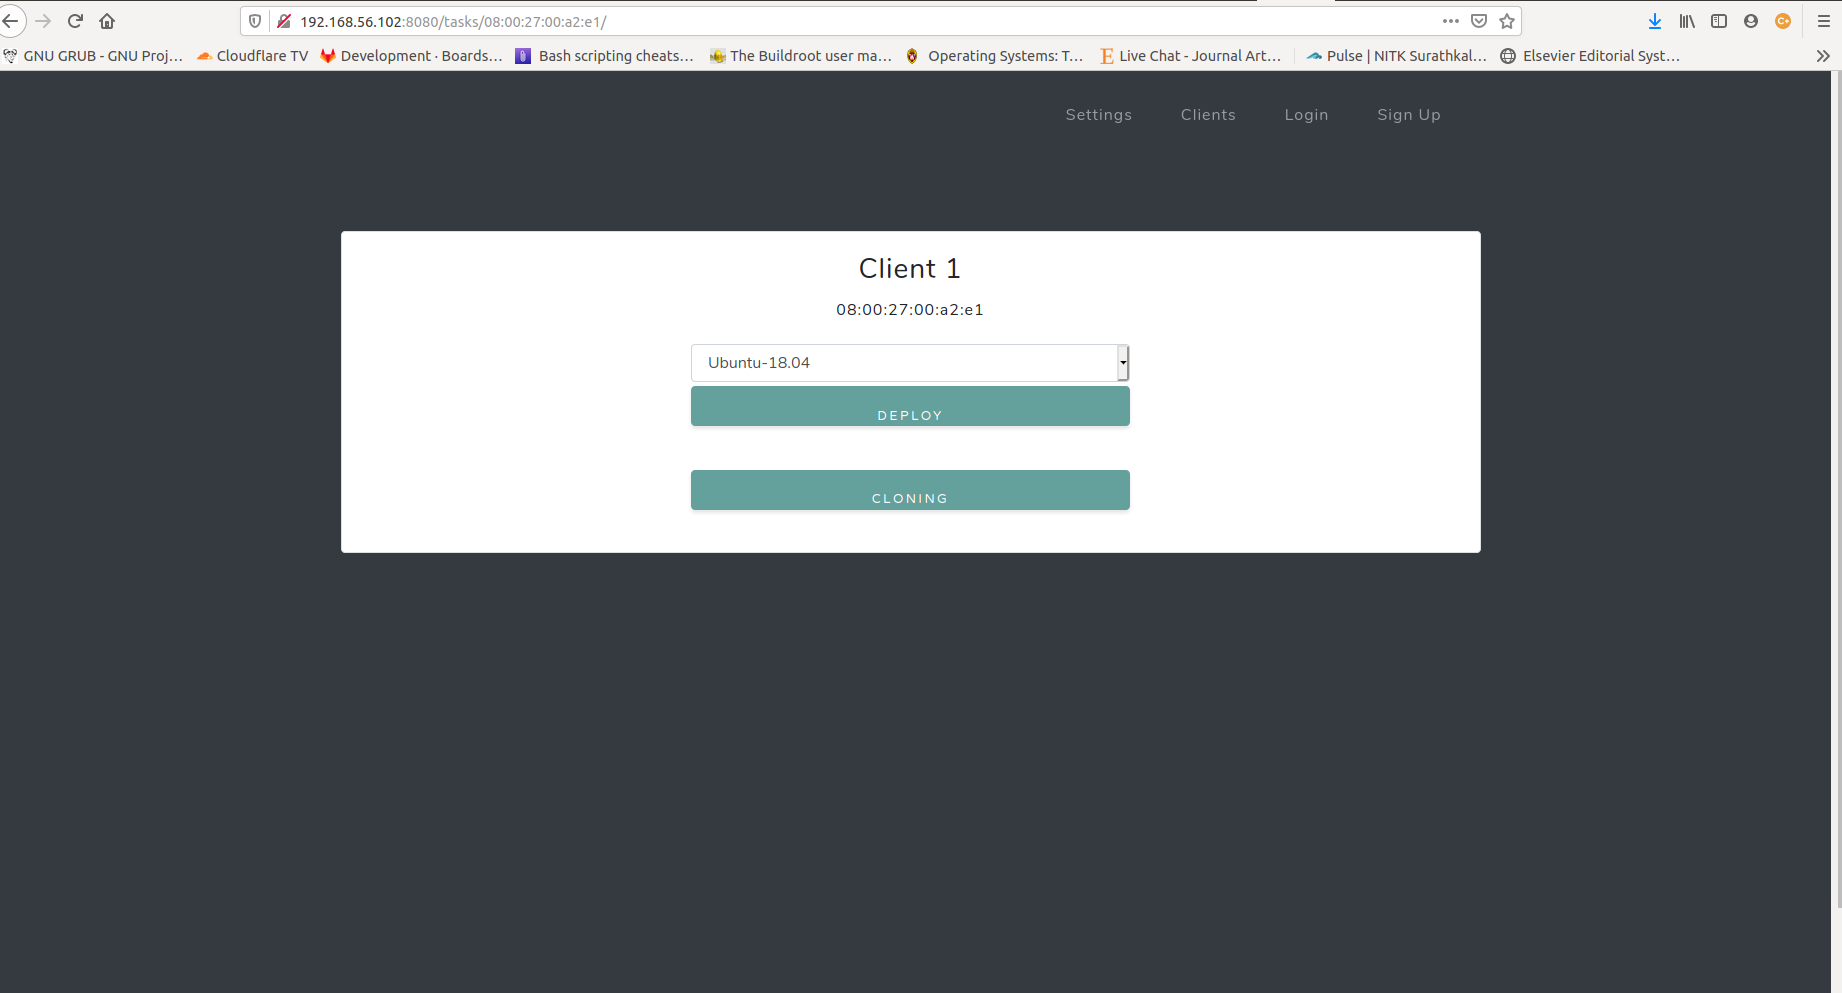 192.168.56.102:8080/tasks/08:00:27:00:a2:e1/
GNU GRUB - GNU Proj… Cloudflare TV Development · Boards… Bash scripting cheats… The Buildroot user ma… Operating Systems: T… Live Chat - Journal Art… Pulse | NITK Surathkal… Elsevier Editorial Syst…
Settings Clients Login Sign Up
Client 1
08:00:27:00:a2:e1
Ubuntu-18.04
DEPLOY
CLONING